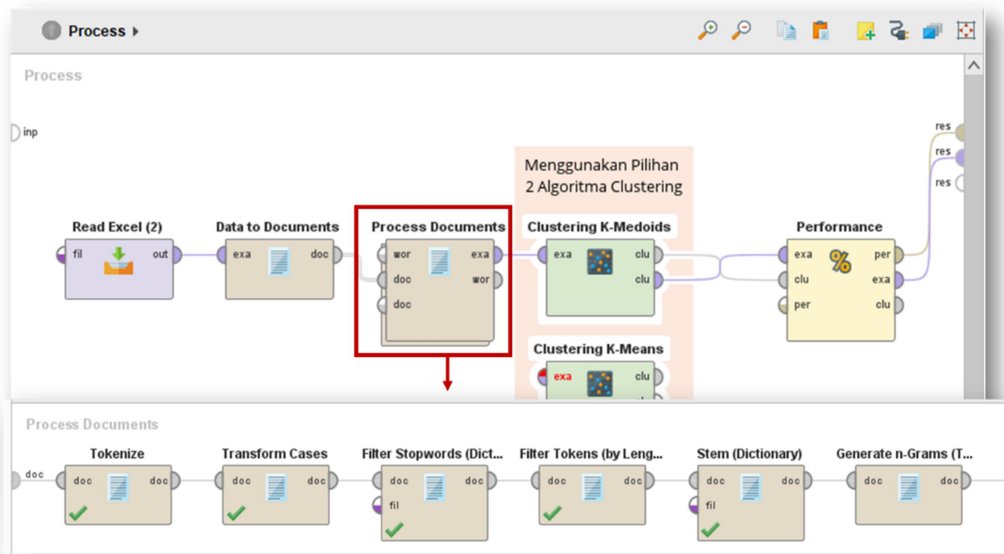 Process
Process
inp
res
res
res
Menggunakan Pilihan
2 Algoritma Clustering
Read Excel (2)
fil out
Data to Documents
exa doc
Process Documents
wor exa
doc wor
doc
Clustering K-Medoids
exa clu
clu
Performance
exa per
clu exa
per clu
Clustering K-Means
exa clu
Process Documents
doc
Tokenize
doc doc
Transform Cases
doc doc
Filter Stopwords (Dict...
doc doc
fil
Filter Tokens (by Leng...
doc doc
Stem (Dictionary)
doc doc
fil
Generate n-Grams (T...
doc doc